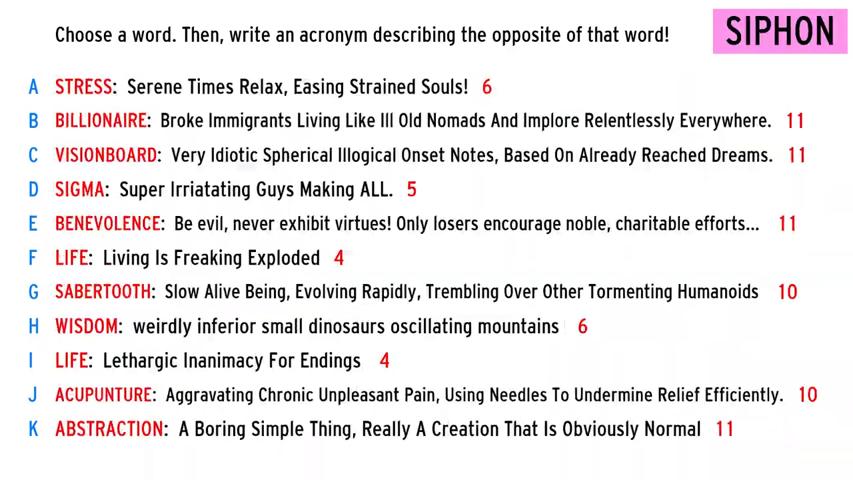 Choose a word. Then, write an acronym describing the opposite of that word!
SIPHON
A STRESS: Serene Times Relax, Easing Strained Souls! 6
B BILLIONAIRE: Broke Immigrants Living Like Ill Old Nomads And Implore Relentlessly Everywhere. 11
C VISIONBOARD: Very Idiotic Spherical Illogical Onset Notes, Based On Already Reached Dreams. 11
D SIGMA: Super Irriatating Guys Making ALL. 5
E BENEVOLENCE: Be evil, never exhibit virtues! Only losers encourage noble, charitable efforts... 11
F LIFE: Living Is Freaking Exploded 4
G SABERTOOTH: Slow Alive Being, Evolving Rapidly, Trembling Over Other Tormenting Humanoids 10
H WISDOM: weirdly inferior small dinosaurs oscillating mountains 6
I LIFE: Lethargic Inanimacy For Endings 4
J ACUPUNTURE: Aggravating Chronic Unpleasant Pain, Using Needles To Undermine Relief Efficiently. 10
K ABSTRACTION: A Boring Simple Thing, Really A Creation That Is Obviously Normal 11